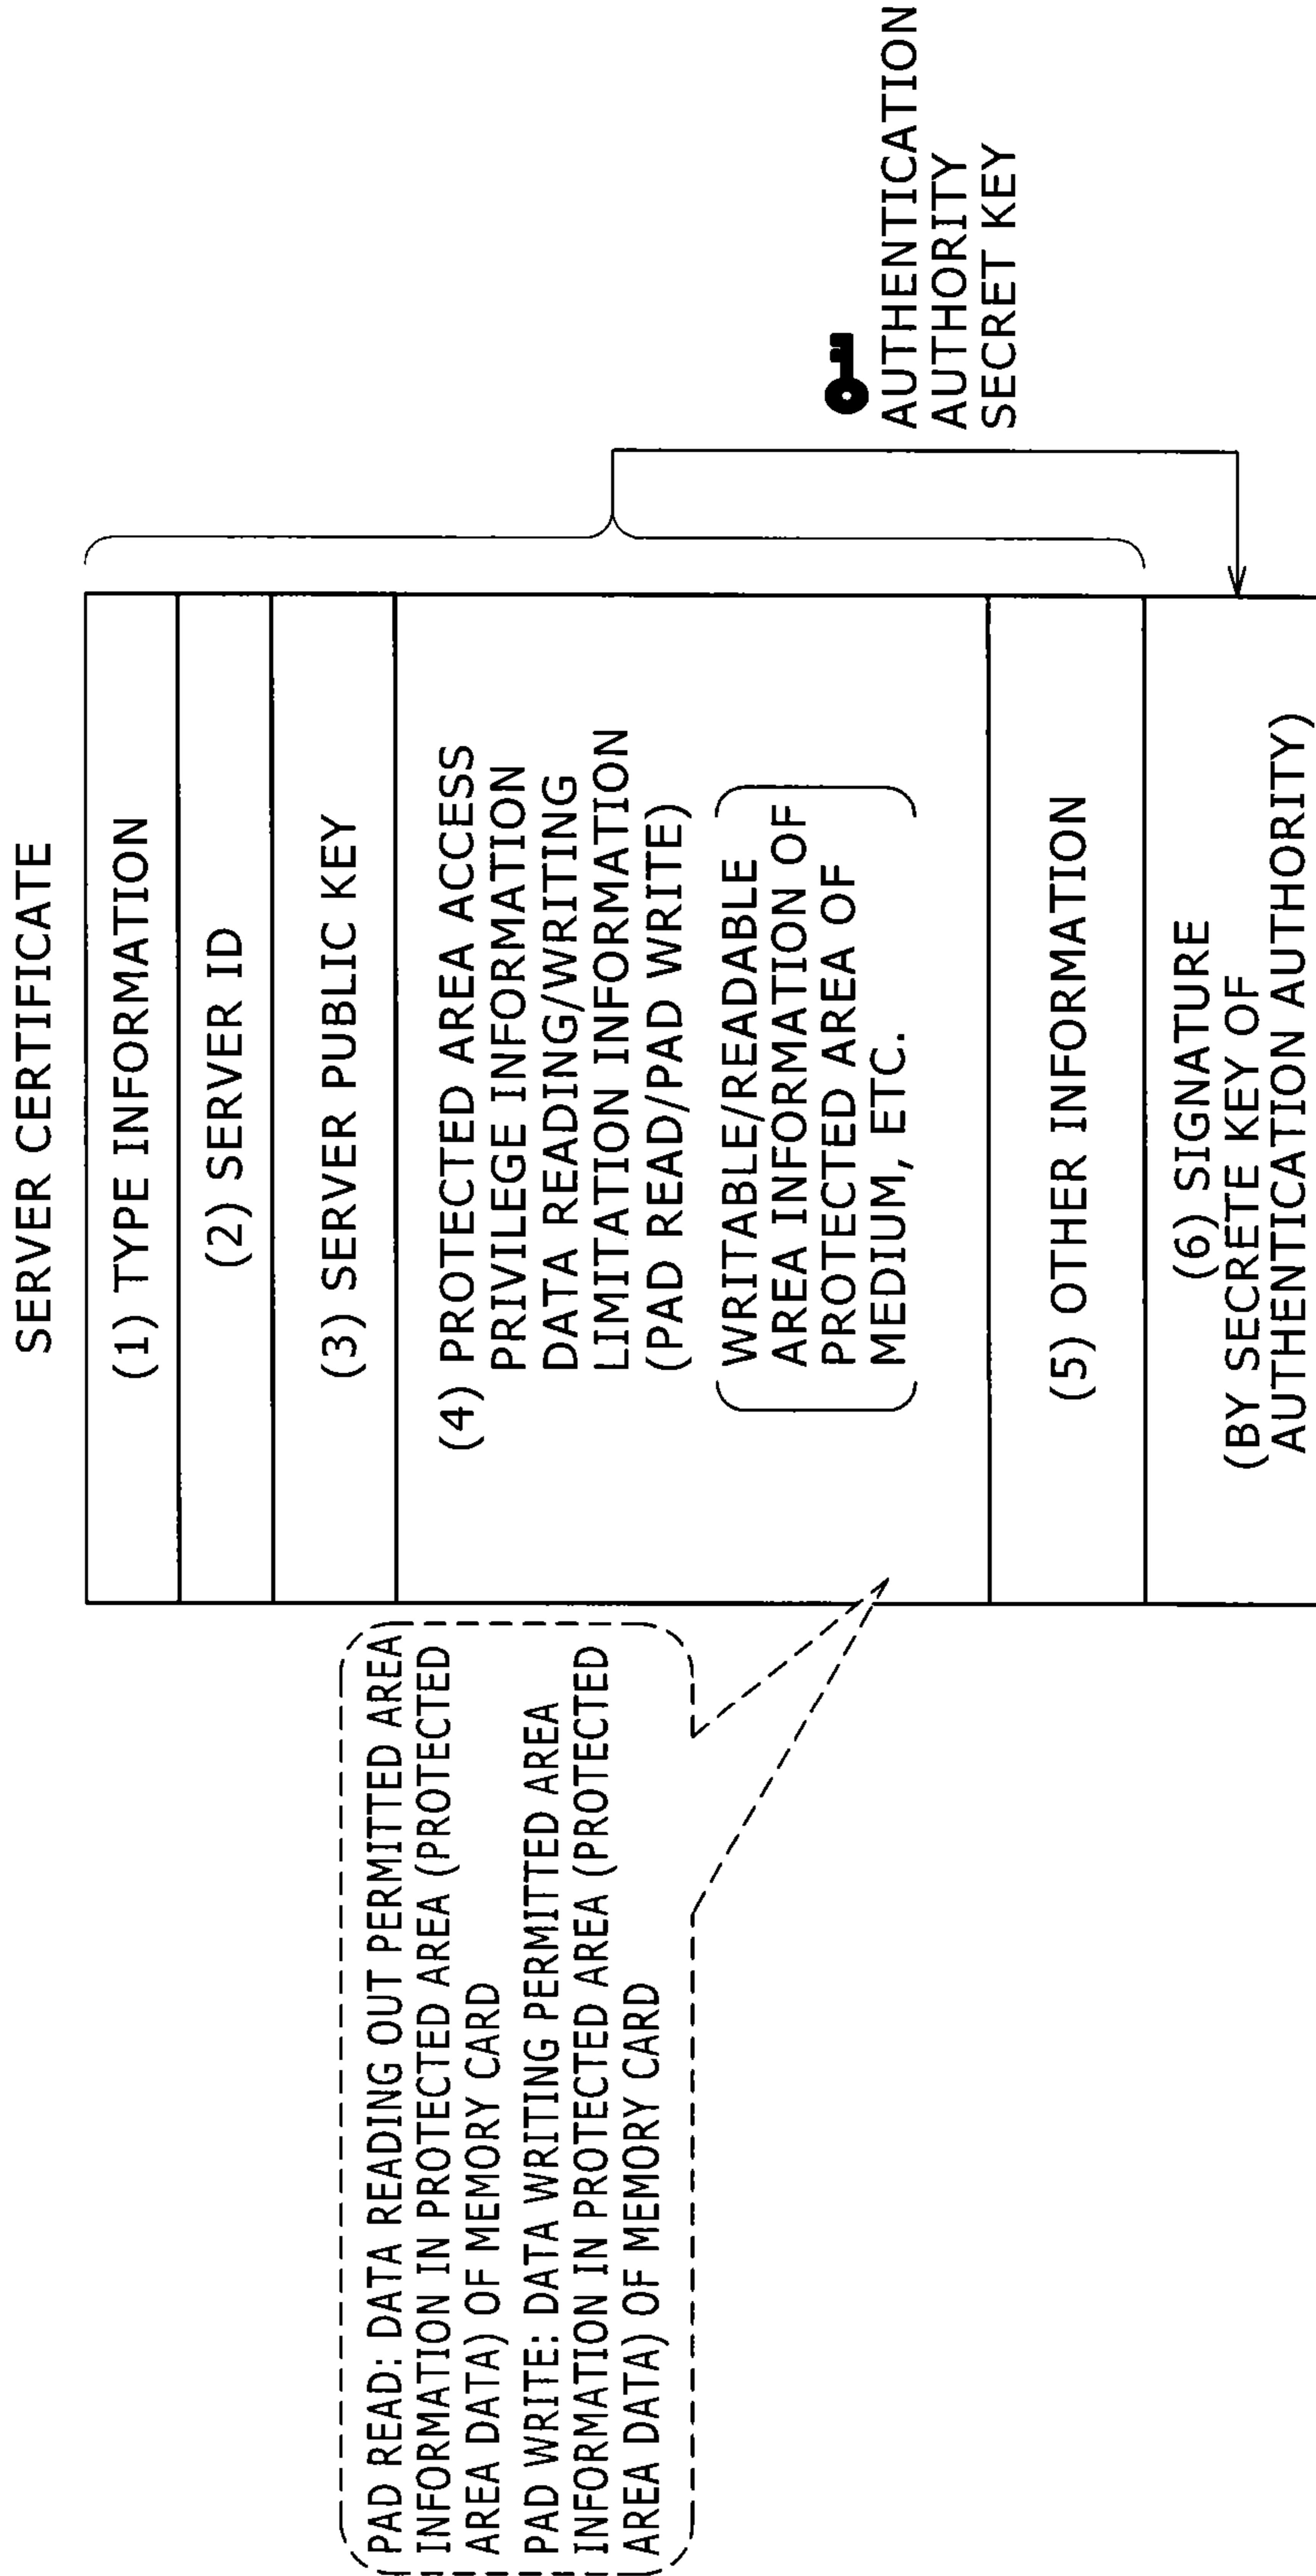 SERVER CERTIFICATE
(1) TYPE INFORMATION
(2) SERVER ID
(3) SERVER PUBLIC KEY
(4) PROTECTED AREA ACCESS
PRIVILEGE INFORMATION
DATA READING/WRITING
LIMITATION INFORMATION
(PAD READ/PAD WRITE)
WRITABLE/READABLE
AREA INFORMATION OF
PROTECTED AREA OF
MEDIUM, ETC.
(5) OTHER INFORMATION
(6) SIGNATURE
(BY SECRETE KEY OF
AUTHENTICATION AUTHORITY)
PAD READ: DATA READING OUT PERMITTED AREA
INFORMATION IN PROTECTED AREA (PROTECTED
AREA DATA) OF MEMORY CARD
PAD WRITE: DATA WRITING PERMITTED AREA
INFORMATION IN PROTECTED AREA (PROTECTED
AREA DATA) OF MEMORY CARD
AUTHENTICATION
AUTHORITY
SECRET KEY